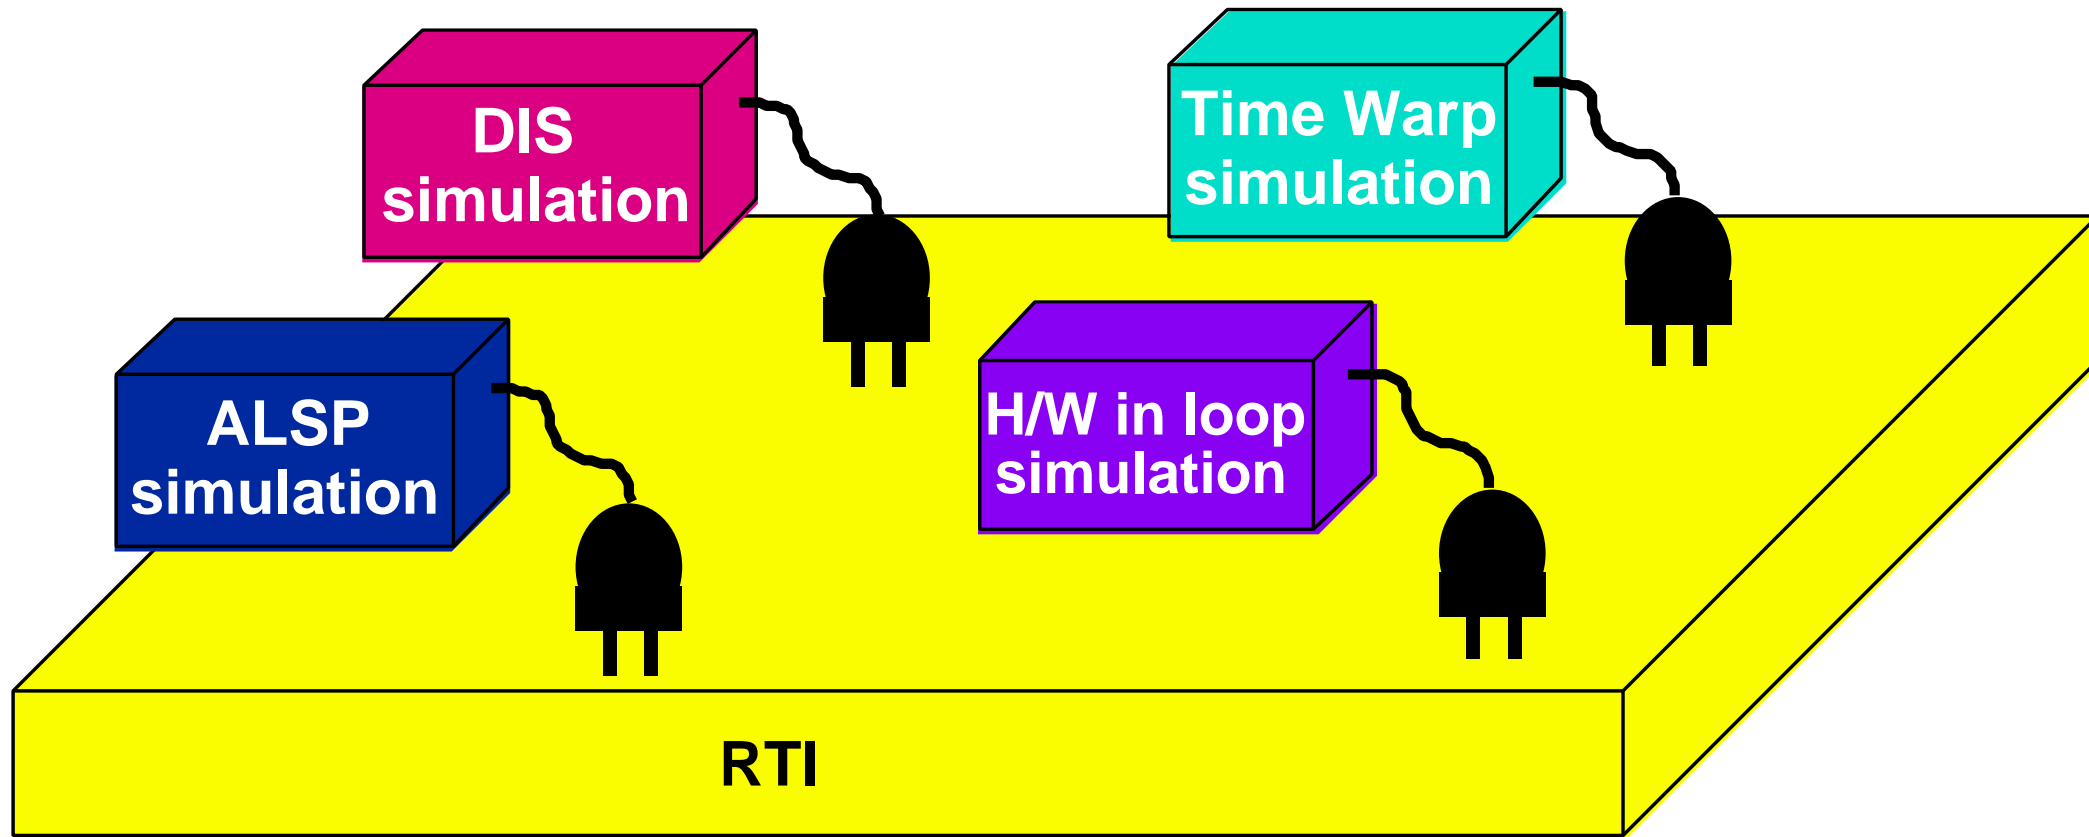 DIS
simulation
Time Warp
simulation
ALSP
simulation
H/W in loop
simulation
RTI